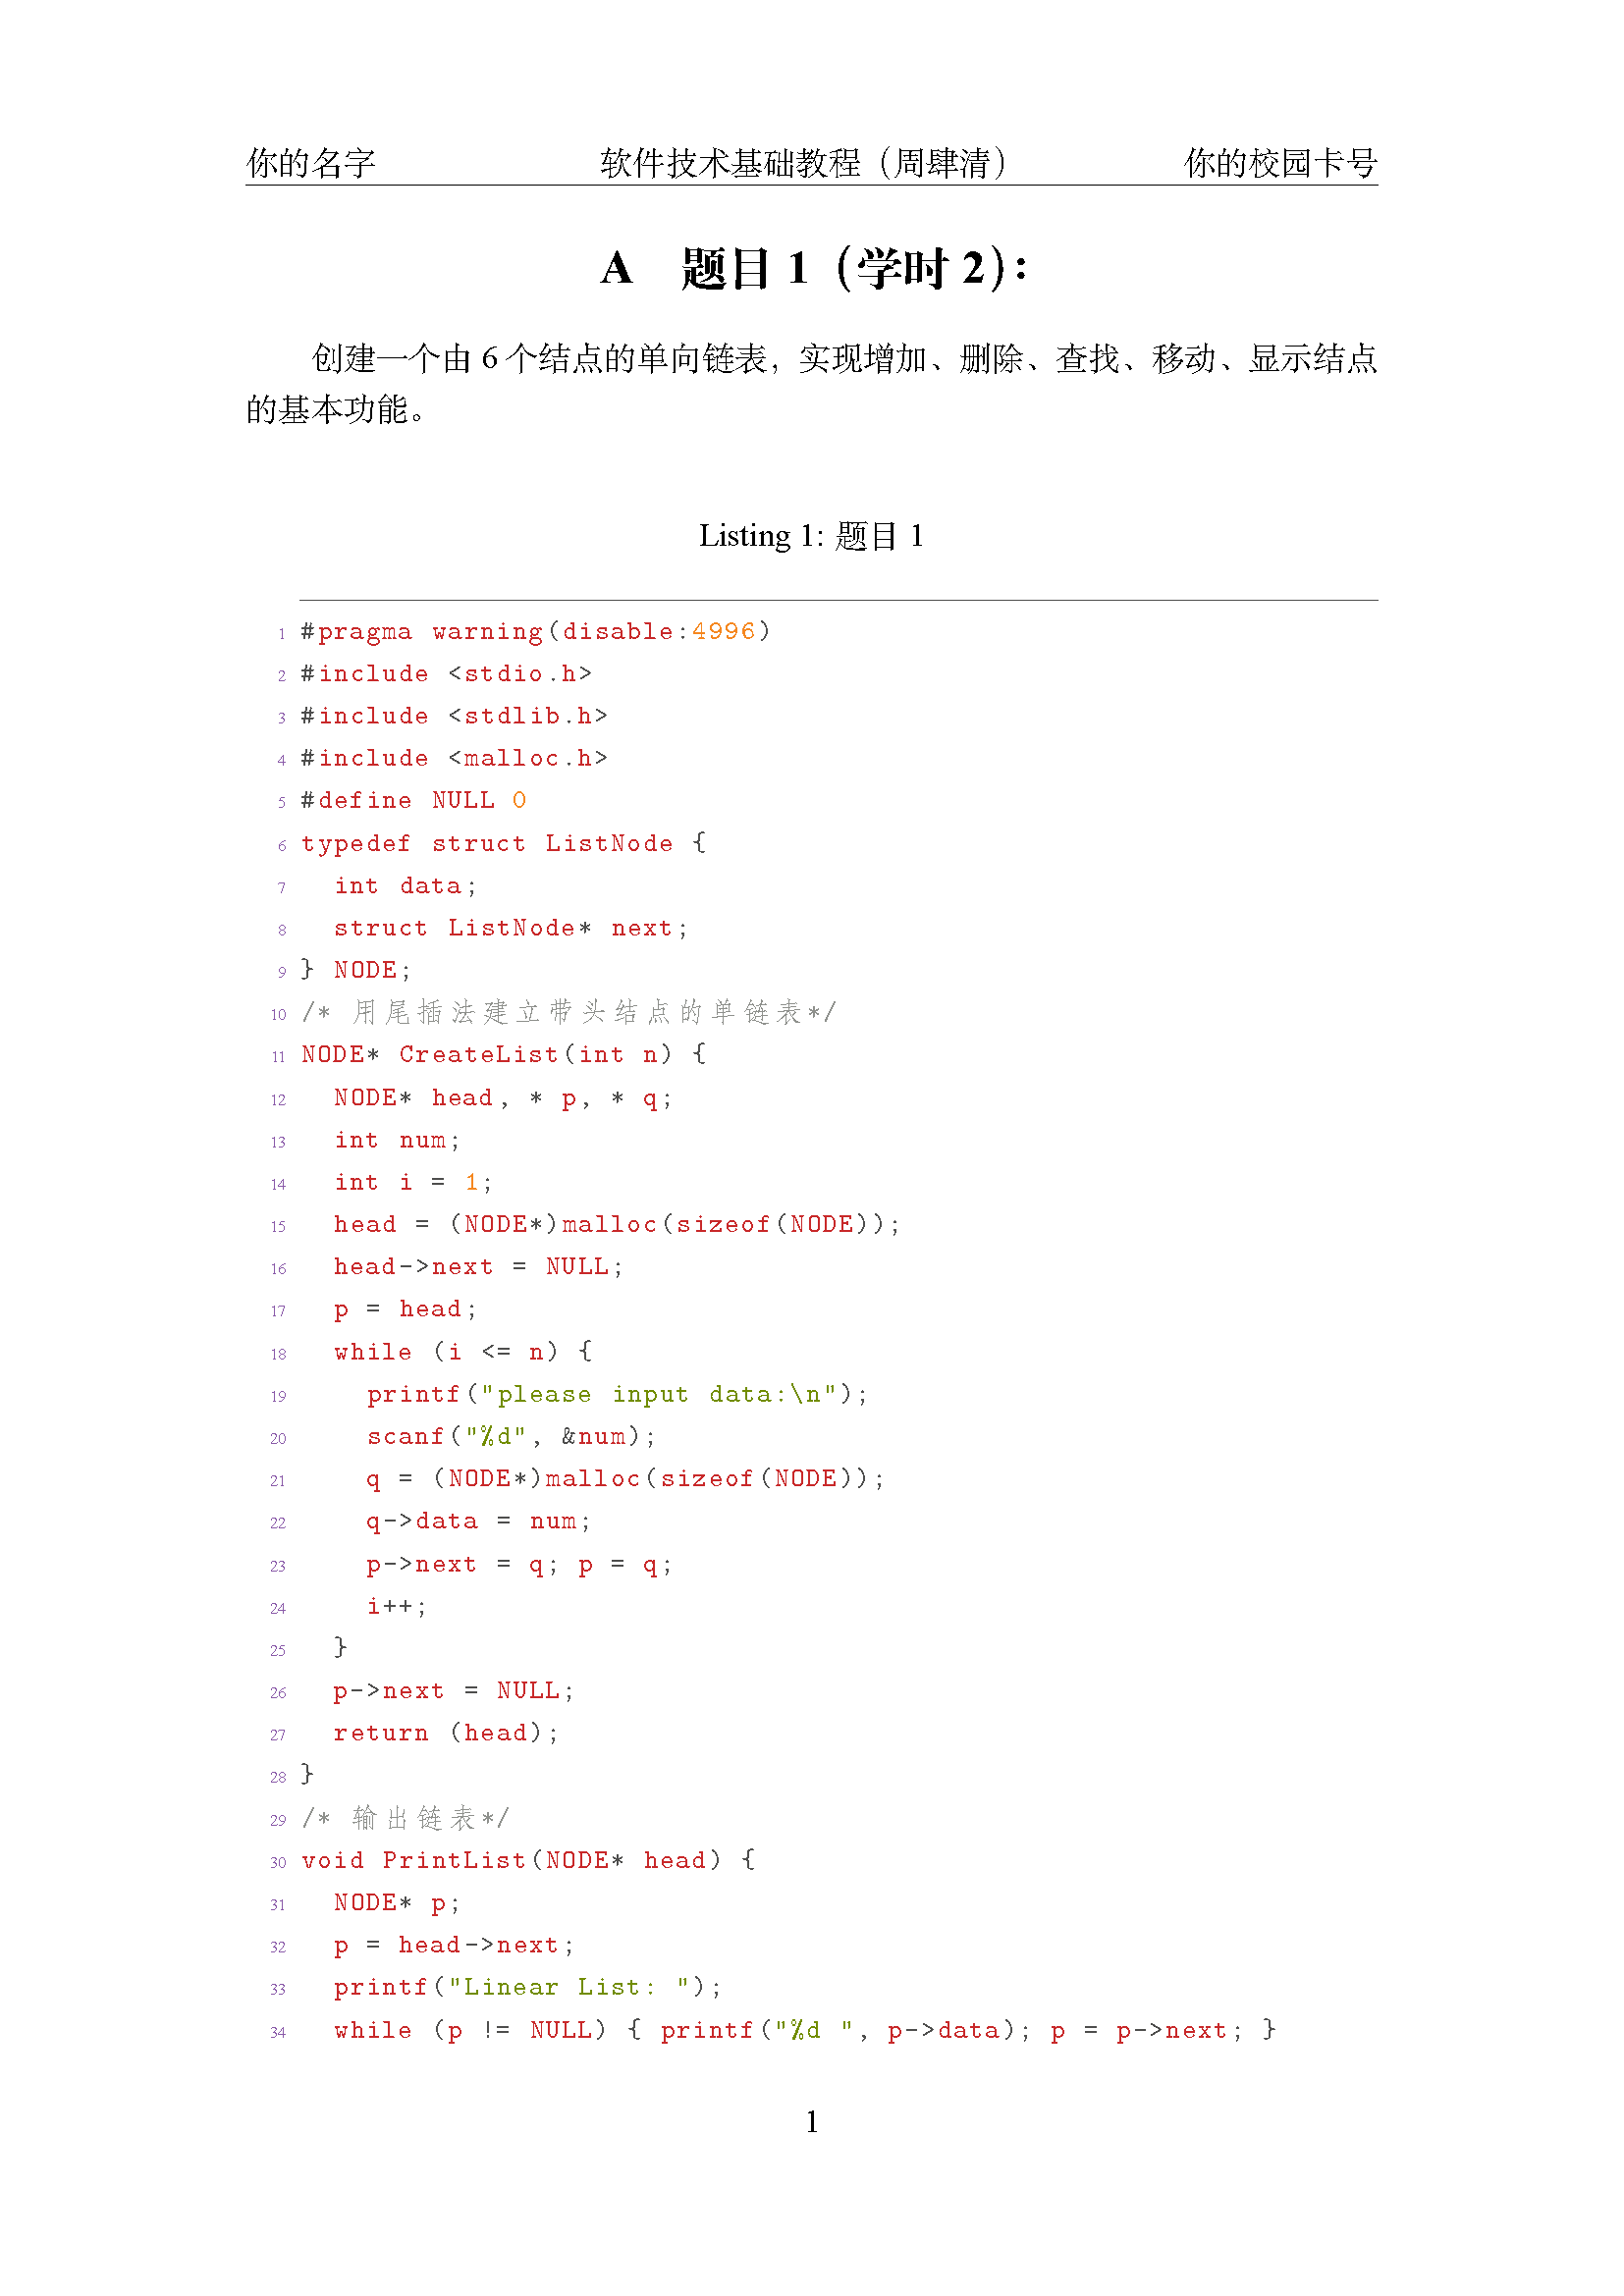 你的名字 软件技术基础教程（周肆清） 你的校园卡号
A 题目 1（学时 2）：
创建一个由 6 个结点的单向链表，实现增加、删除、查找、移动、显示结点
的基本功能。
Listing 1: 题目 1
1 #pragma warning(disable:4996)
2 #include <stdio.h>
3 #include <stdlib.h>
4 #include <malloc.h>
5 #define NULL 0
6 typedef struct ListNode {
7   int data;
8   struct ListNode* next;
9 } NODE;
10 /* 用尾插法建立带头结点的单链表*/
11 NODE* CreateList(int n) {
12   NODE* head, * p, * q;
13   int num;
14   int i = 1;
15   head = (NODE*)malloc(sizeof(NODE));
16   head->next = NULL;
17   p = head;
18   while (i <= n) {
19     printf("please input data:\n");
20     scanf("%d", &num);
21     q = (NODE*)malloc(sizeof(NODE));
22     q->data = num;
23     p->next = q; p = q;
24     i++;
25   }
26   p->next = NULL;
27   return (head);
28 }
29 /* 输出链表*/
30 void PrintList(NODE* head) {
31   NODE* p;
32   p = head->next;
33   printf("Linear List: ");
34   while (p != NULL) { printf("%d ", p->data); p = p->next; }
1